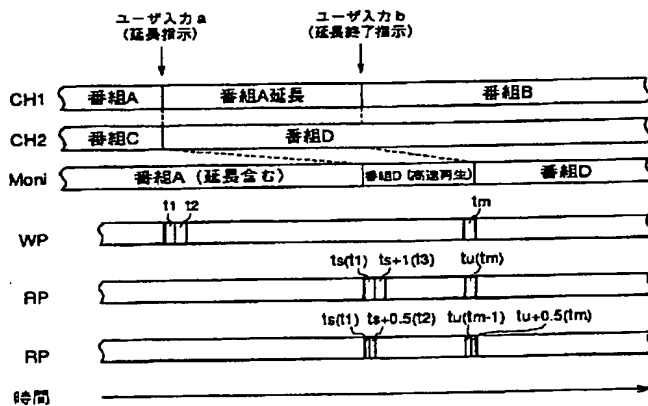 ユーザ入力a
(延長指示)
ユーザ入力b
(延長終了指示)
CH1 番組A 番組A延長 番組B
CH2 番組C 番組D
Moni 番組A (延長含む) 番組D (高速再生) 番組D
t1 t2 tm
WP
ts(t1) ts+1(t3) tu(tm)
RP
ts(t1) ts+0.5(t2) tu(tm-1) tu+0.5(tm)
RP
時間